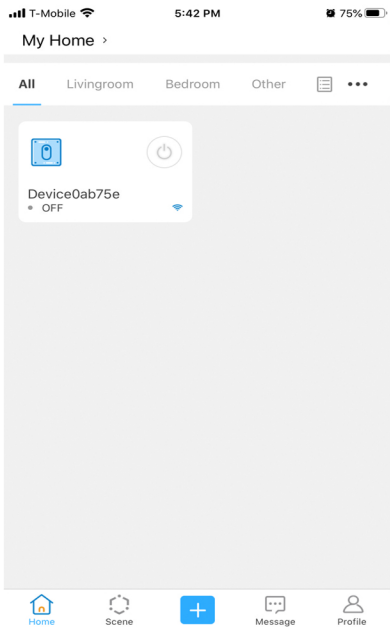 T-Mobile 5:42 PM 75%
My Home
All Livingroom Bedroom Other
Device0ab75e
OFF
Home Scene Message Profile